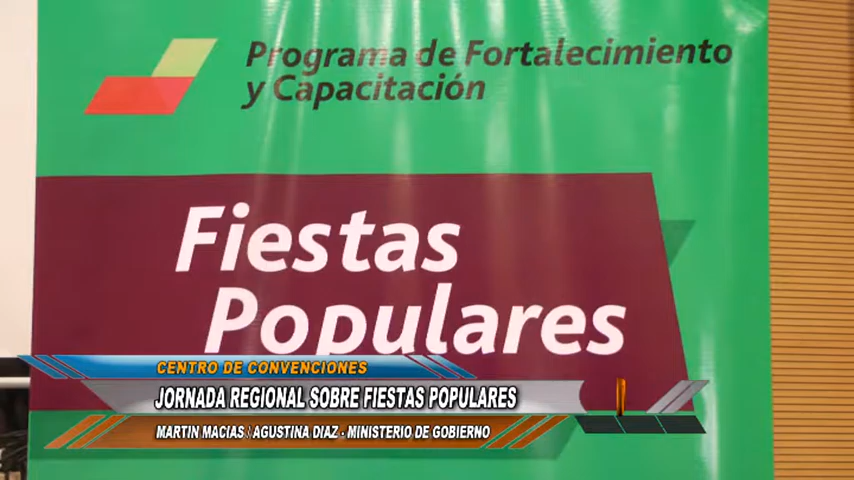 Programa de Fortalecimiento
y Capacitación
Fiestas
Populares
CENTRO DE CONVENCIONES
JORNADA REGIONAL SOBRE FIESTAS POPULARES
MARTIN MACIAS / AGUSTINA DIAZ - MINISTERIO DE GOBIERNO